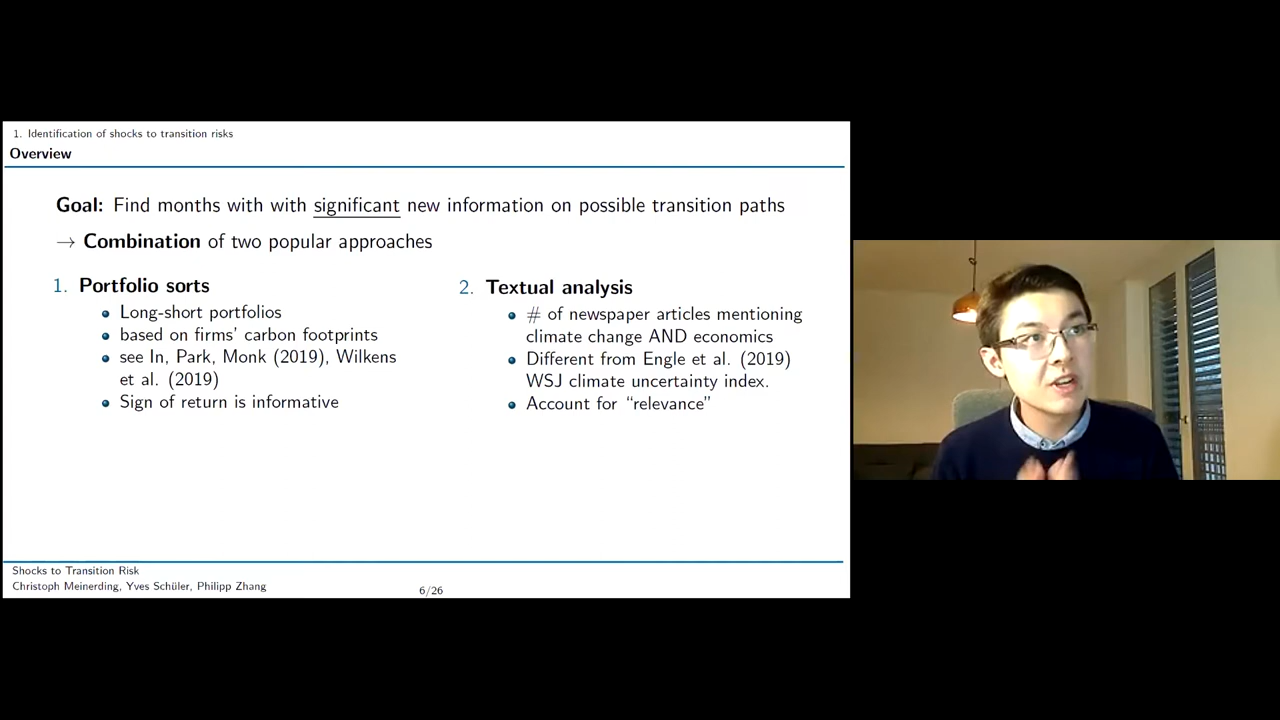 1. Identification of shocks to transition risks
Overview
Goal: Find months with with significant new information on possible transition paths
→ Combination of two popular approaches
1. Portfolio sorts
Long-short portfolios
based on firms' carbon footprints
see In, Park, Monk (2019), Wilkens
et al. (2019)
Sign of return is informative
2. Textual analysis
# of newspaper articles mentioning
climate change AND economics
Different from Engle et al. (2019)
WSJ climate uncertainty index.
Account for “relevance”
Shocks to Transition Risk
Christoph Meinerding, Yves Schüler, Philipp Zhang
6/26